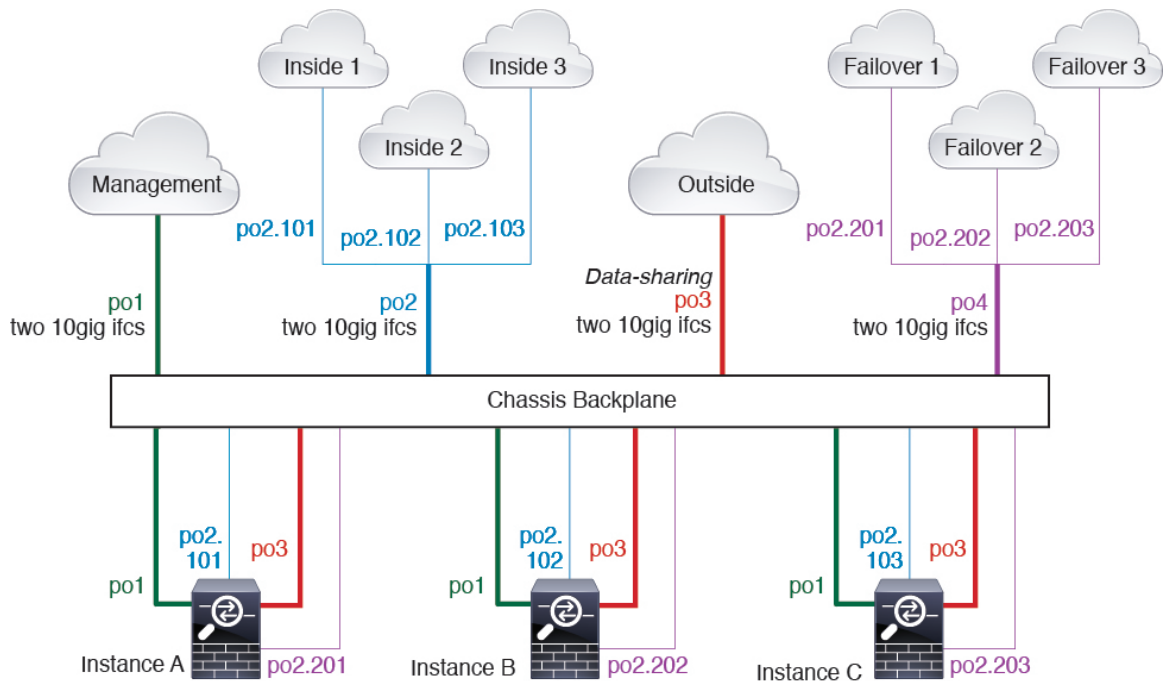 Inside 1
Inside 3
Failover 1
Failover 3
Inside 2
Failover 2
Management
Outside
po2.101
po2.102
po2.103
po2.201
po2.202
po2.203
Data-sharing
po1
two 10gig ifcs
po2
two 10gig ifcs
po3
two 10gig ifcs
po4
two 10gig ifcs
Chassis Backplane
po1
po2.
101
po3
Instance A
po2.201
po1
po2.
102
po3
Instance B
po2.202
po1
po2.
103
po3
Instance C
po2.203